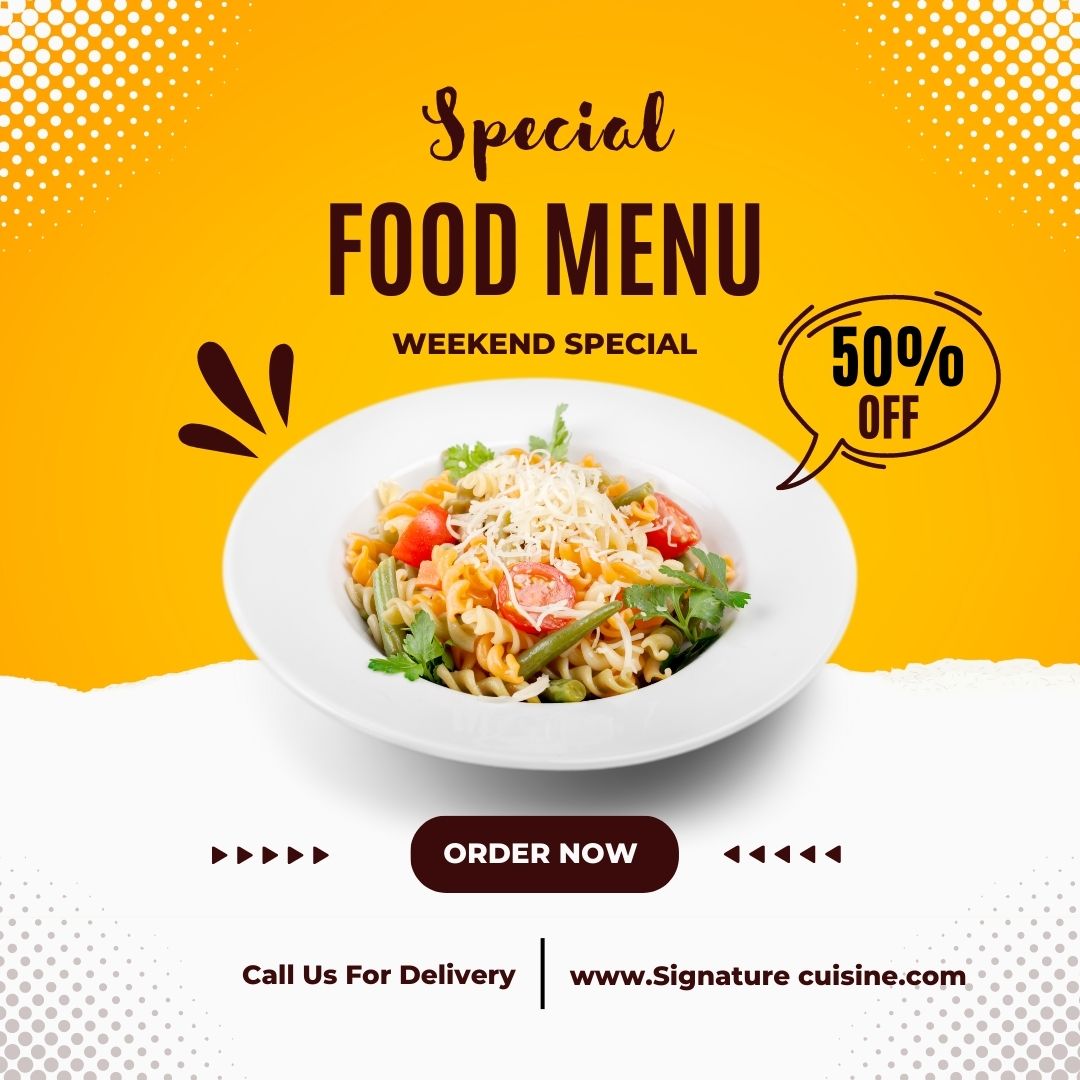 Special
FOOD MENU
WEEKEND SPECIAL
50%
OFF
ORDER NOW
Call Us For Delivery
www.Signature cuisine.com